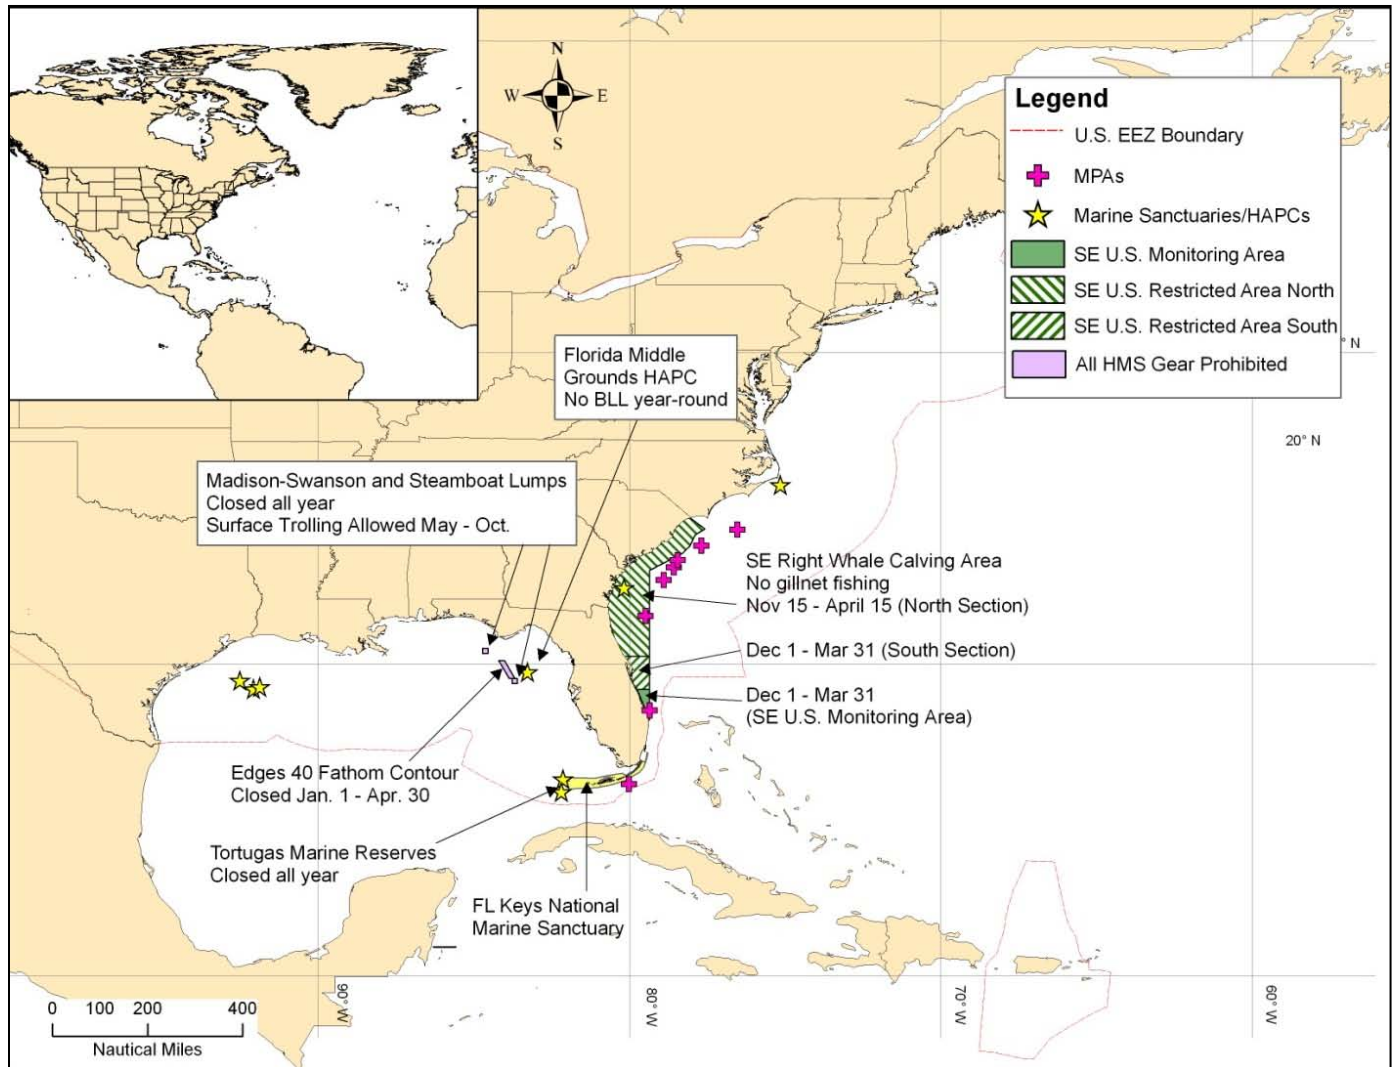 N
W E
S
Legend
U.S. EEZ Boundary
MPAs
Marine Sanctuaries/HAPCs
SE U.S. Monitoring Area
SE U.S. Restricted Area North
SE U.S. Restricted Area South
All HMS Gear Prohibited
° N
20° N
Florida Middle
Grounds HAPC
No BLL year-round
Madison-Swanson and Steamboat Lumps
Closed all year
Surface Trolling Allowed May - Oct.
SE Right Whale Calving Area
No gillnet fishing
Nov 15 - April 15 (North Section)
Dec 1 - Mar 31 (South Section)
Dec 1 - Mar 31
(SE U.S. Monitoring Area)
Edges 40 Fathom Contour
Closed Jan. 1 - Apr. 30
Tortugas Marine Reserves
Closed all year
FL Keys National
Marine Sanctuary
90° W
80° W
70° W
60° W
0 100 200 400
Nautical Miles